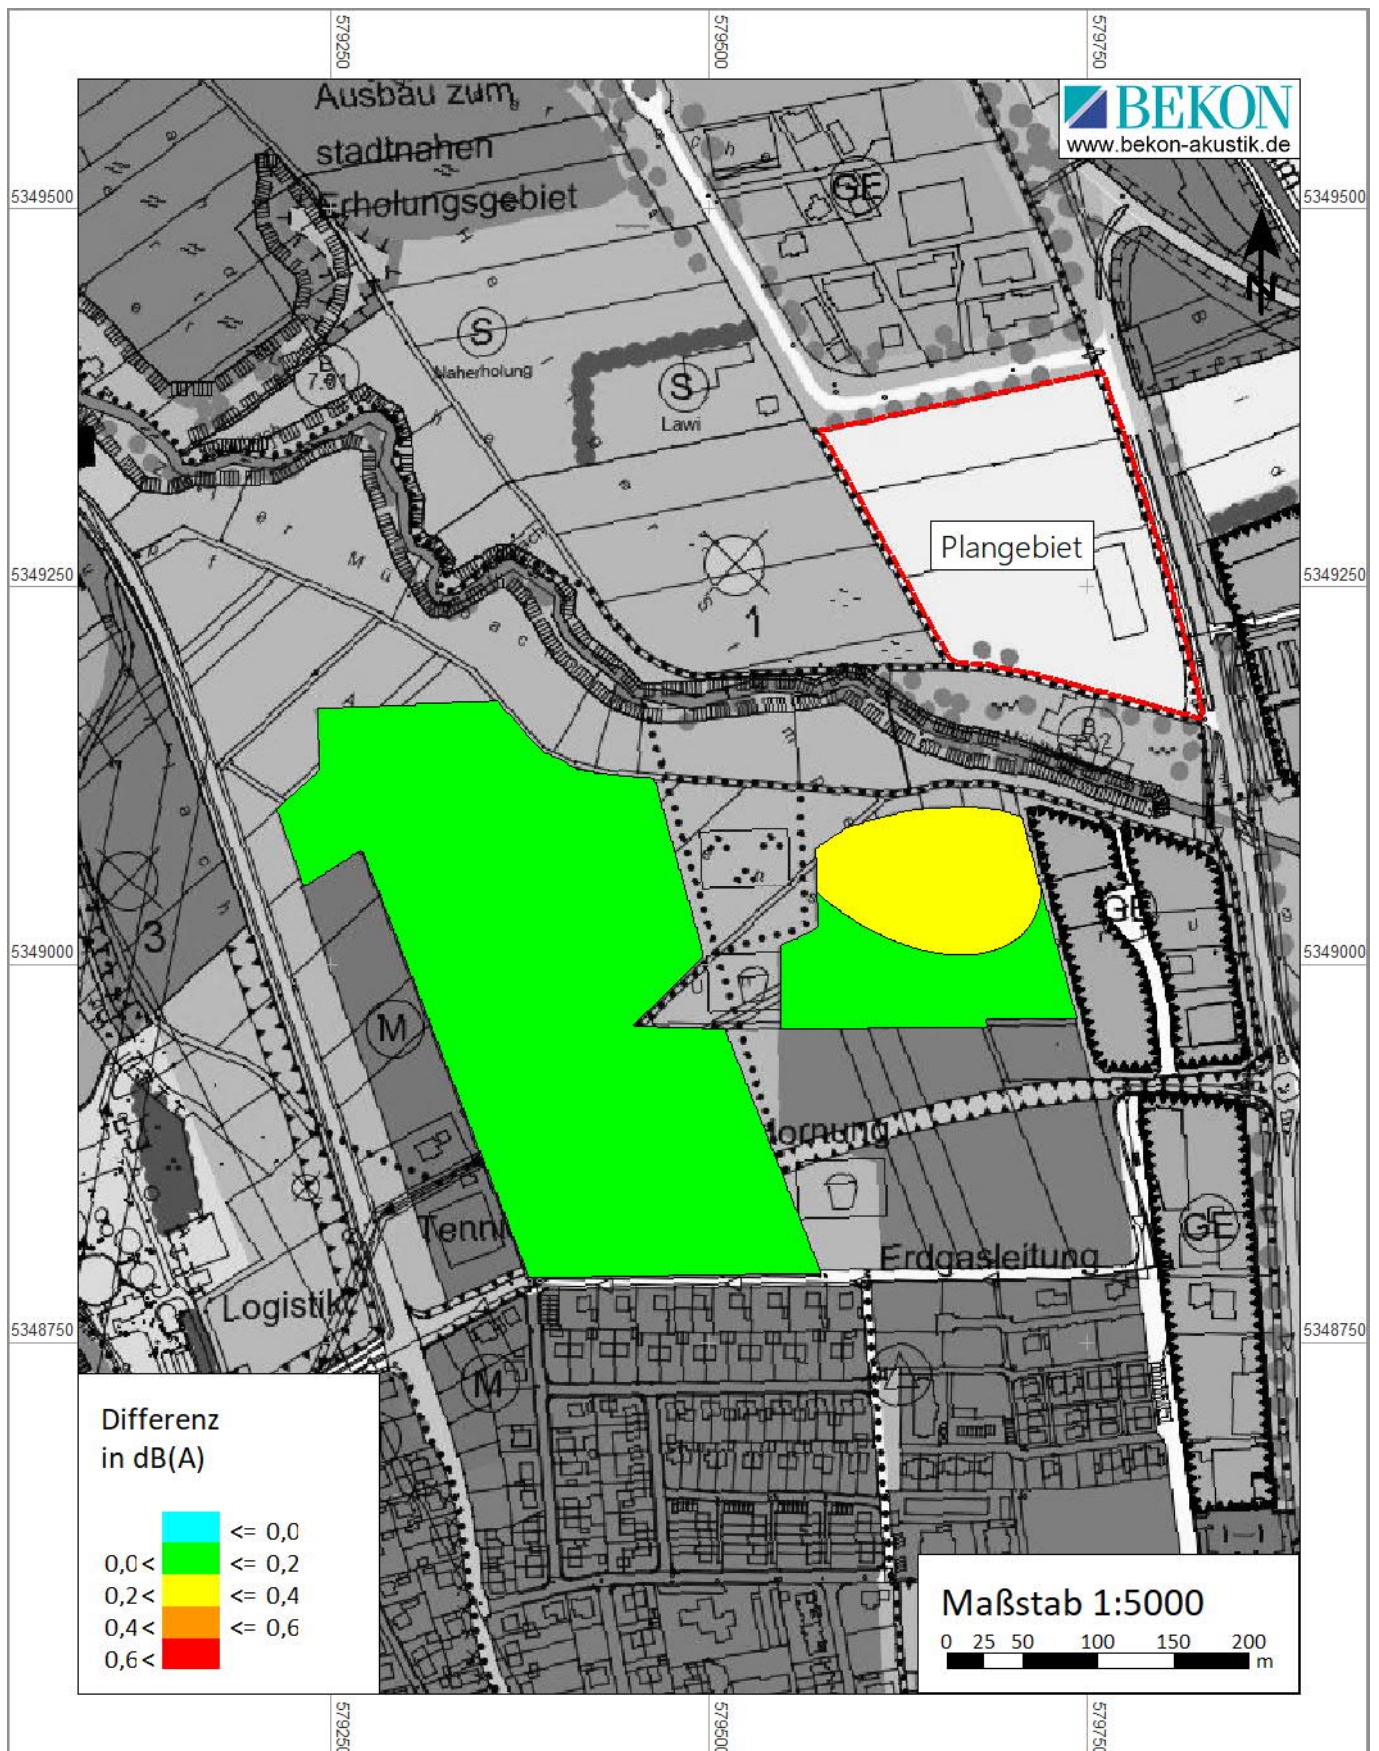 579250
579500
579750
Ausbau zum
stadtnahen
Erholungsgebiet
BEKON
www.bekon-akustik.de
5349500
5349500
GE
N
S
Naherholung
S
Lawi
B
7.01
Plangebiet
5349250
5349250
1
B
GE
3
5349000
5349000
M
GE
Erdgasleitung
Logistik
5348750
5348750
M
Differenz
in dB(A)
<= 0,0
0,0 < <= 0,2
0,2 < <= 0,4
0,4 < <= 0,6
0,6 <
Maßstab 1:5000
0 25 50 100 150 200
m
579250
579500
579750